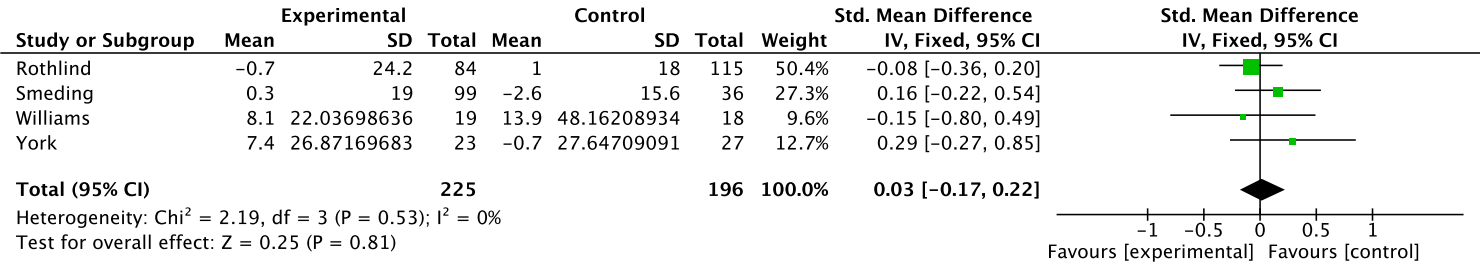 Experimental Control Std. Mean Difference Std. Mean Difference
Study or Subgroup Mean SD Total Mean SD Total Weight IV, Fixed, 95% CI IV, Fixed, 95% CI
Rothlind −0.7 24.2 84 1 18 115 50.4% −0.08 [−0.36, 0.20]
Smeding 0.3 19 99 −2.6 15.6 36 27.3% 0.16 [−0.22, 0.54]
Williams 8.1 22.03698636 19 13.9 48.16208934 18 9.6% −0.15 [−0.80, 0.49]
York 7.4 26.87169683 23 −0.7 27.64709091 27 12.7% 0.29 [−0.27, 0.85]
Total (95% CI) 225 196 100.0% 0.03 [−0.17, 0.22]
Heterogeneity: Chi² = 2.19, df = 3 (P = 0.53); I² = 0%
Test for overall effect: Z = 0.25 (P = 0.81)
−1 −0.5 0 0.5 1
Favours [experimental] Favours [control]